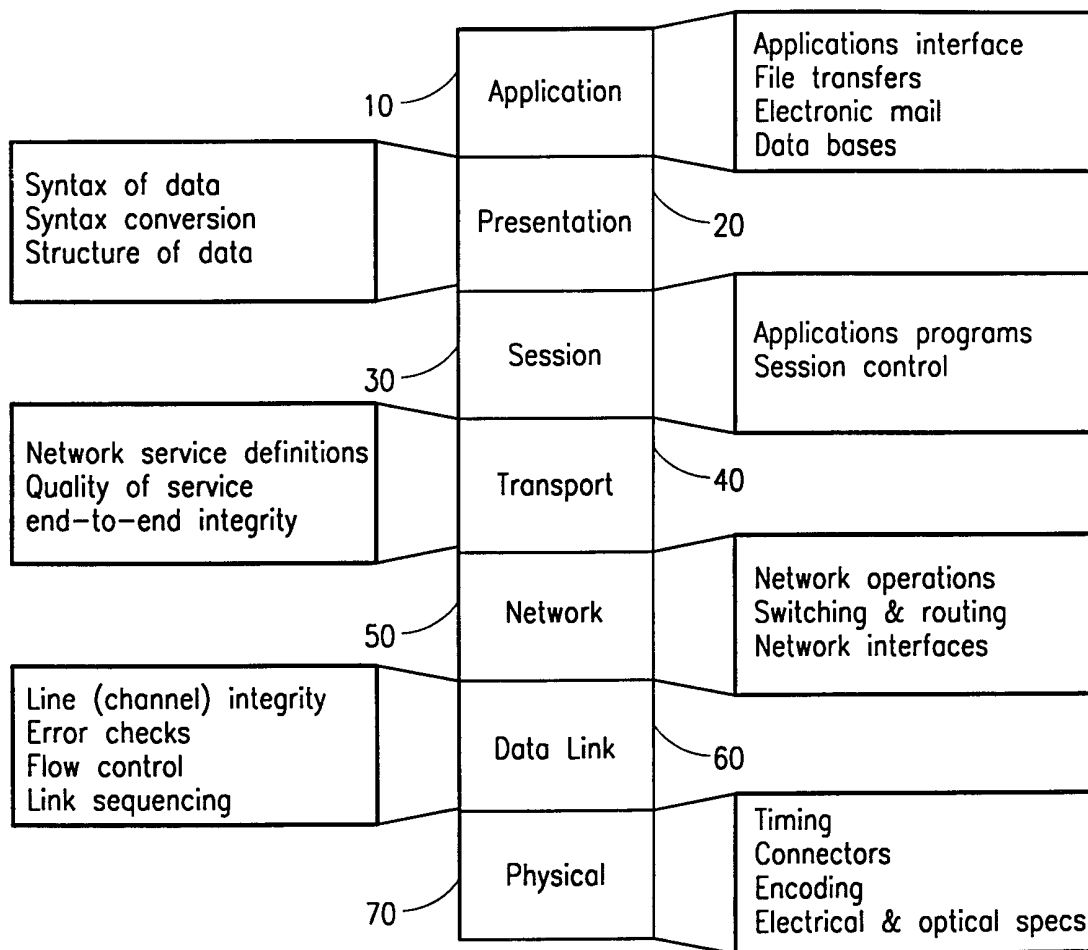 Application
10
Applications interface
File transfers
Electronic mail
Data bases
Syntax of data
Syntax conversion
Structure of data
Presentation
20
Session
30
Applications programs
Session control
Network service definitions
Quality of service
end-to-end integrity
Transport
40
Network
50
Network operations
Switching & routing
Network interfaces
Line (channel) integrity
Error checks
Flow control
Link sequencing
Data Link
60
Physical
70
Timing
Connectors
Encoding
Electrical & optical specs